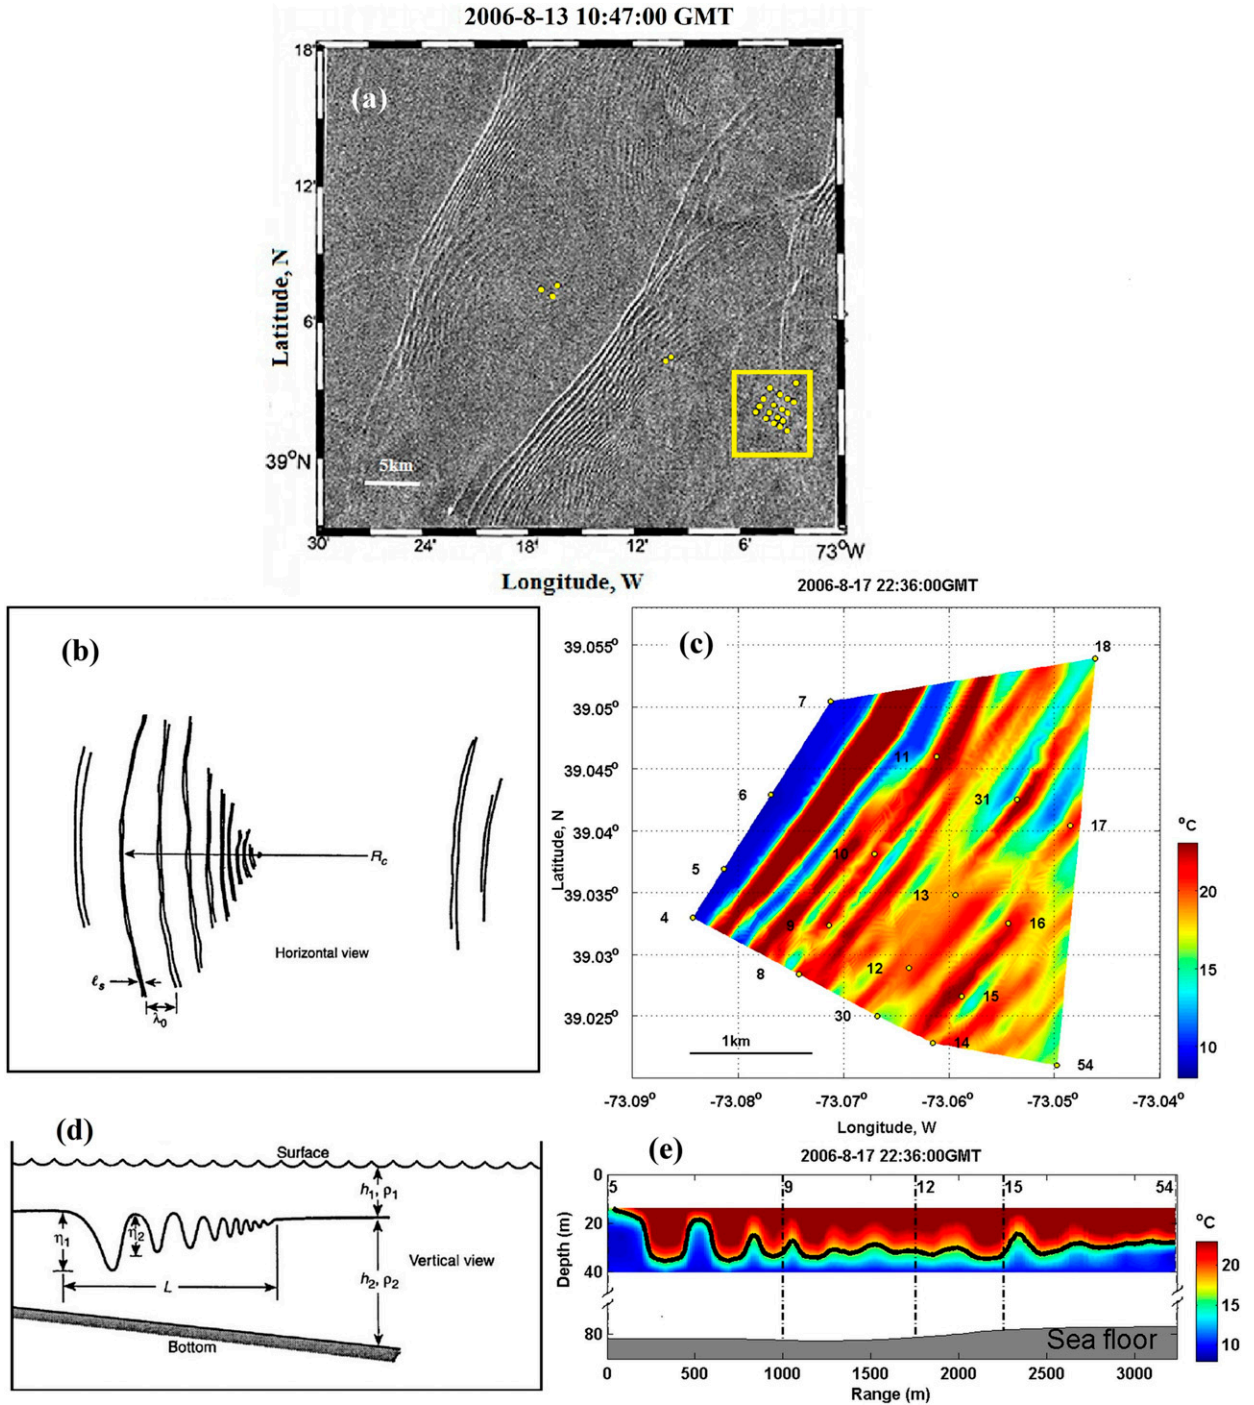 2006-8-13 10:47:00 GMT
(a)
18'
12'
6'
39°N
Latitude, N
5km
30'
24'
18'
12'
6'
73°W
Longitude, W
(b)
Rc
Horizontal view
ℓs
λ0
2006-8-17 22:36:00GMT
(c)
39.055°
39.05°
39.045°
39.04°
39.035°
39.03°
39.025°
Latitude, N
18
7
11
6
31
17
10
5
13
4
9
16
12
8
15
30
14
54
1km
-73.09°
-73.08°
-73.07°
-73.06°
-73.05°
-73.04°
Longitude, W
°C
20
15
10
(d)
Surface
h1, ρ1
η1
η2
L
h2, ρ2
Vertical view
Bottom
(e)
2006-8-17 22:36:00GMT
0
20
40
80
Depth (m)
5
9
12
15
54
Sea floor
0
500
1000
1500
2000
2500
3000
Range (m)
°C
20
15
10